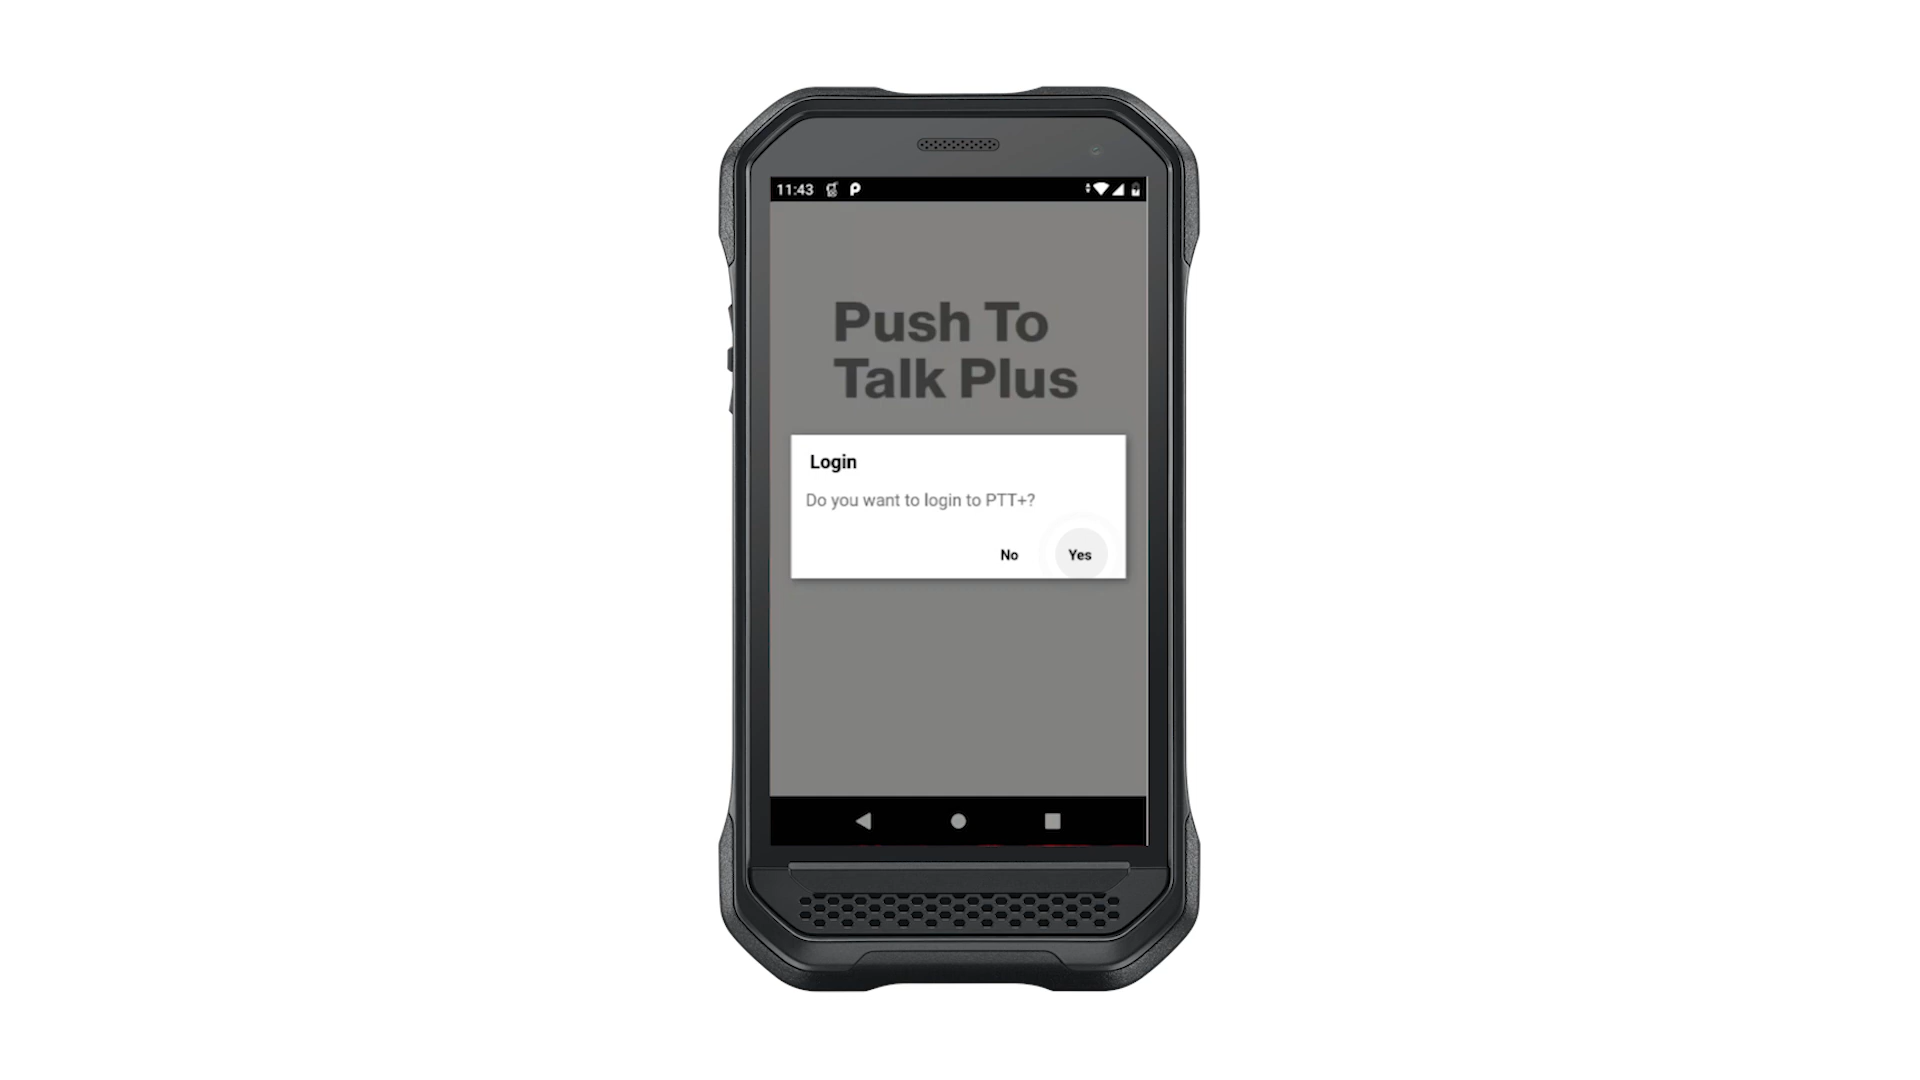 11:43
Push To
Talk Plus
Login
Do you want to login to PTT+?
No Yes